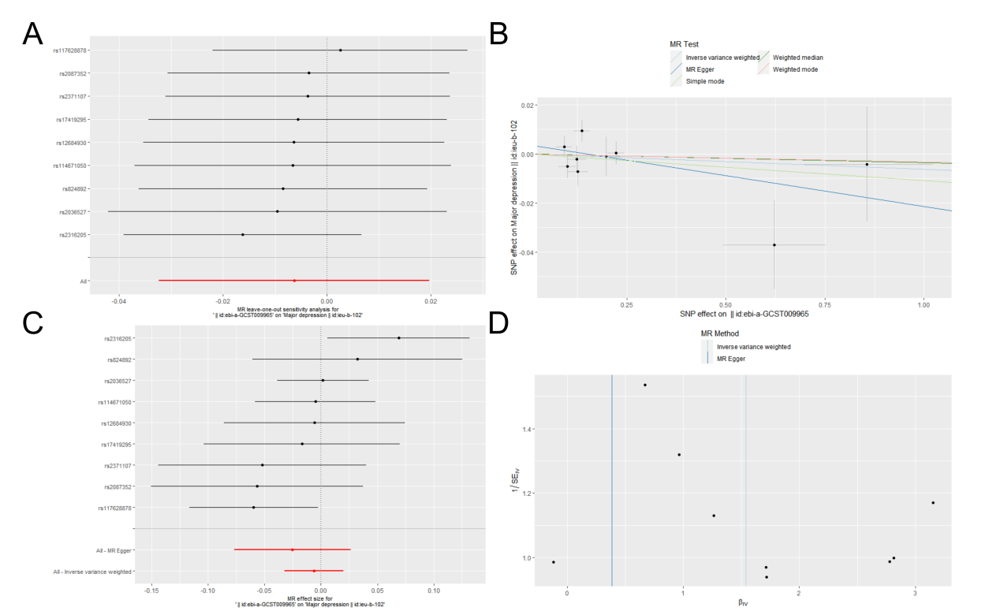 A
rs117628878
rs2087352
rs2371107
rs17419295
rs12684930
rs114671050
rs824892
rs2036527
rs2316205
All
-0.04 -0.02 0.00 0.02
MR leave-one-out sensitivity analysis for
' || id:ebi-a-GCST009965' on 'Major depression || id:ieu-b-102'
B
MR Test
Inverse variance weighted Weighted median
MR Egger Weighted mode
Simple mode
SNP effect on Major depression || id:ieu-b-102
0.02
0.00
-0.02
-0.04
0.25 0.50 0.75 1.00
SNP effect on || id:ebi-a-GCST009965
C
rs2316205
rs824892
rs2036527
rs114671050
rs12684930
rs17419295
rs2371107
rs2087352
rs117628878
All - MR Egger
All - Inverse variance weighted
-0.15 -0.10 -0.05 0.00 0.05 0.10
MR effect size for
' || id:ebi-a-GCST009965' on 'Major depression || id:ieu-b-102'
D
MR Method
Inverse variance weighted
MR Egger
1/ SE_IV
1.4
1.2
1.0
0 1 2 3
β_IV